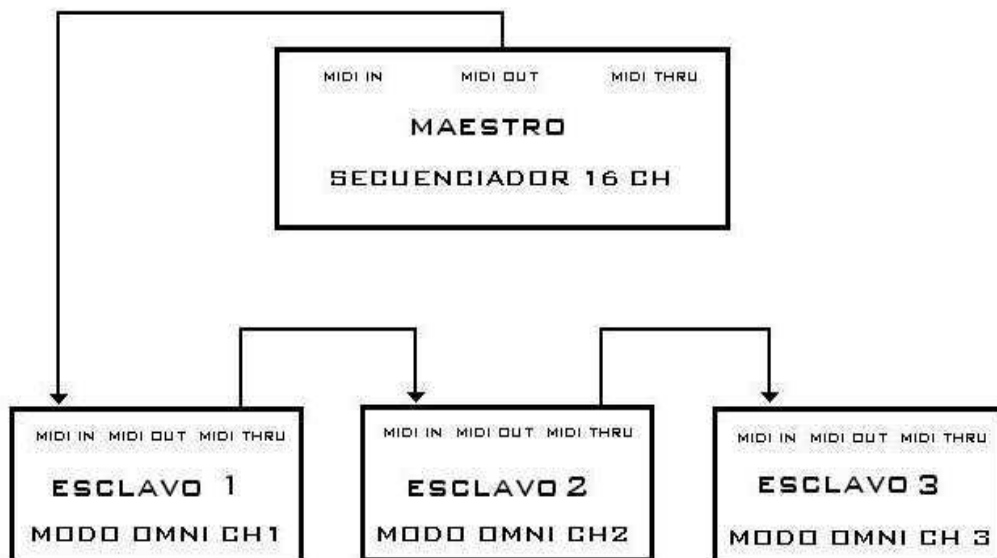 MIDI IN MIDI OUT MIDI THRU
MAESTRO
SECUENCIADOR 16 CH
MIDI IN MIDI OUT MIDI THRU
ESCLAVO 1
MODO OMNI CH1
MIDI IN MIDI OUT MIDI THRU
ESCLAVO 2
MODO OMNI CH2
MIDI IN MIDI OUT MIDI THRU
ESCLAVO 3
MODO OMNI CH 3